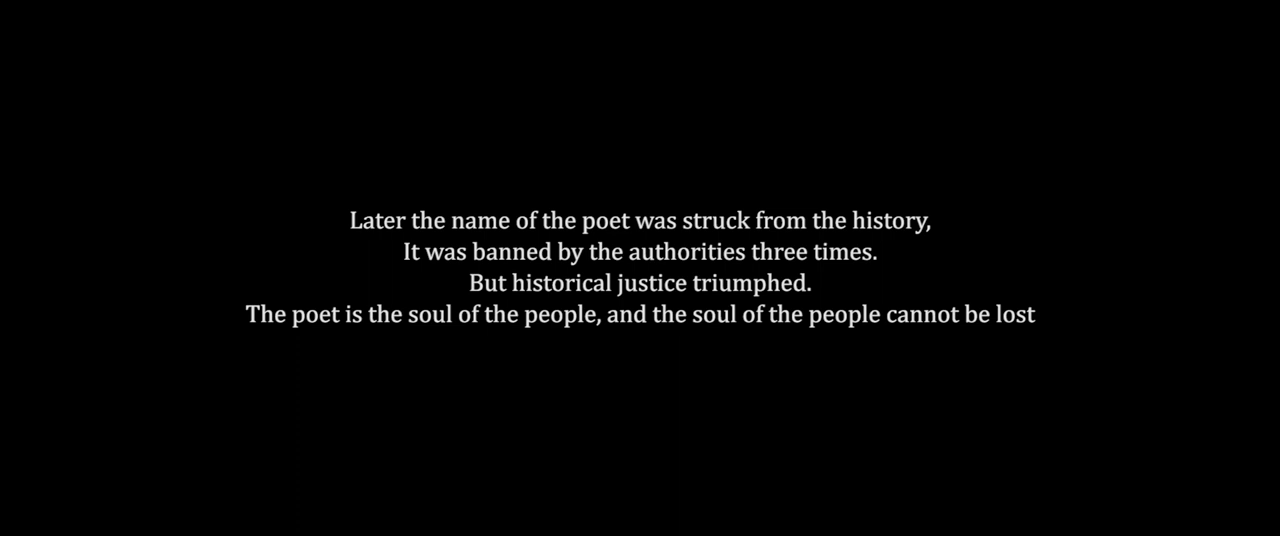 Later the name of the poet was struck from the history,
It was banned by the authorities three times.
But historical justice triumphed.
The poet is the soul of the people, and the soul of the people cannot be lost